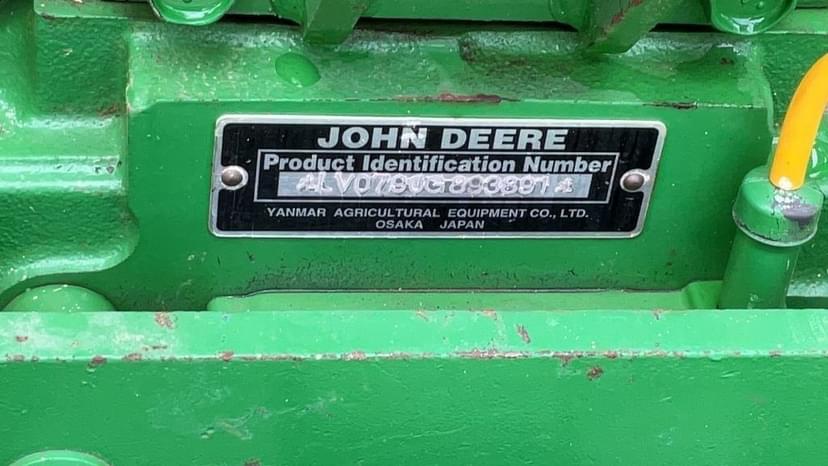 JOHN DEERE
Product Identification Number
YANMAR AGRICULTURAL EQUIPMENT CO., LTD.
OSAKA JAPAN